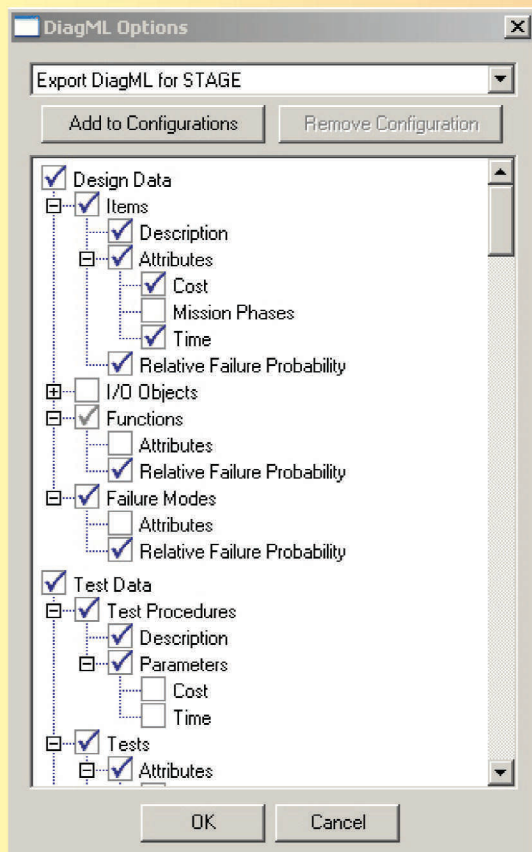 DiagML Options
Export DiagML for STAGE
Add to Configurations
Remove Configuration
Design Data
Items
Description
Attributes
Cost
Mission Phases
Time
Relative Failure Probability
I/O Objects
Functions
Attributes
Relative Failure Probability
Failure Modes
Attributes
Relative Failure Probability
Test Data
Test Procedures
Description
Parameters
Cost
Time
Tests
Attributes
OK
Cancel